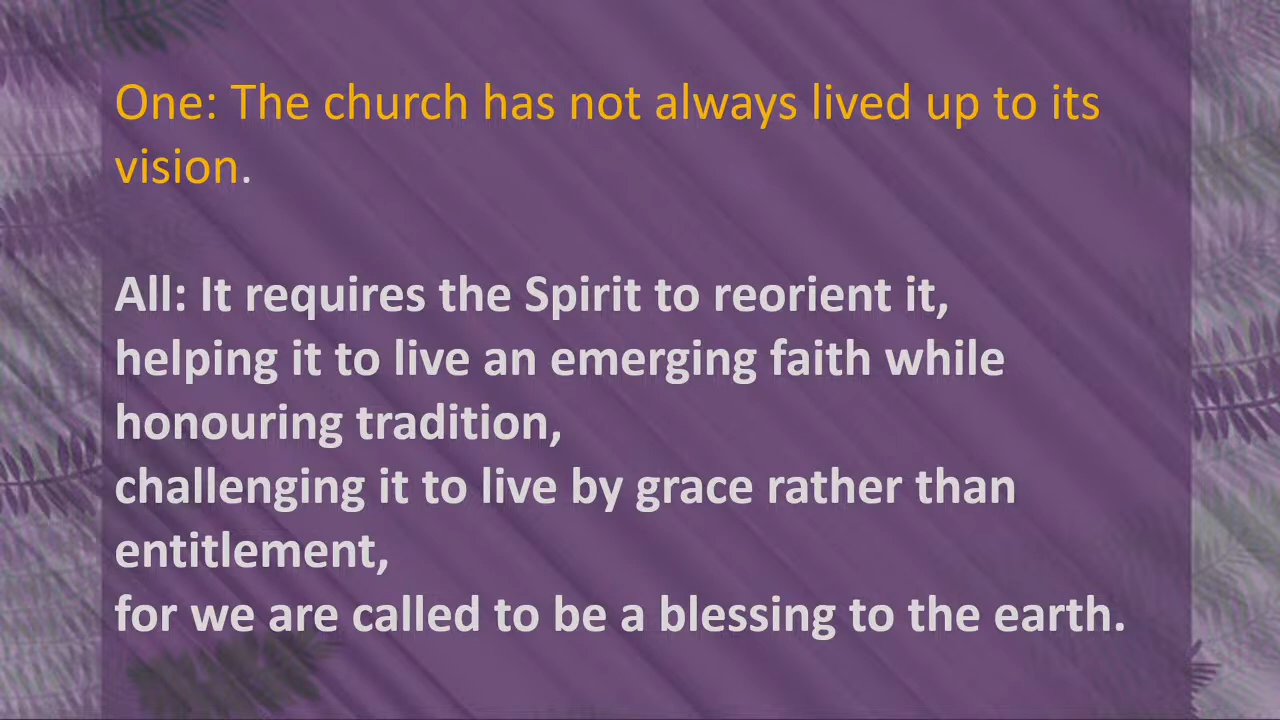 One: The church has not always lived up to its
vision.
All: It requires the Spirit to reorient it,
helping it to live an emerging faith while
honouring tradition,
challenging it to live by grace rather than
entitlement,
for we are called to be a blessing to the earth.